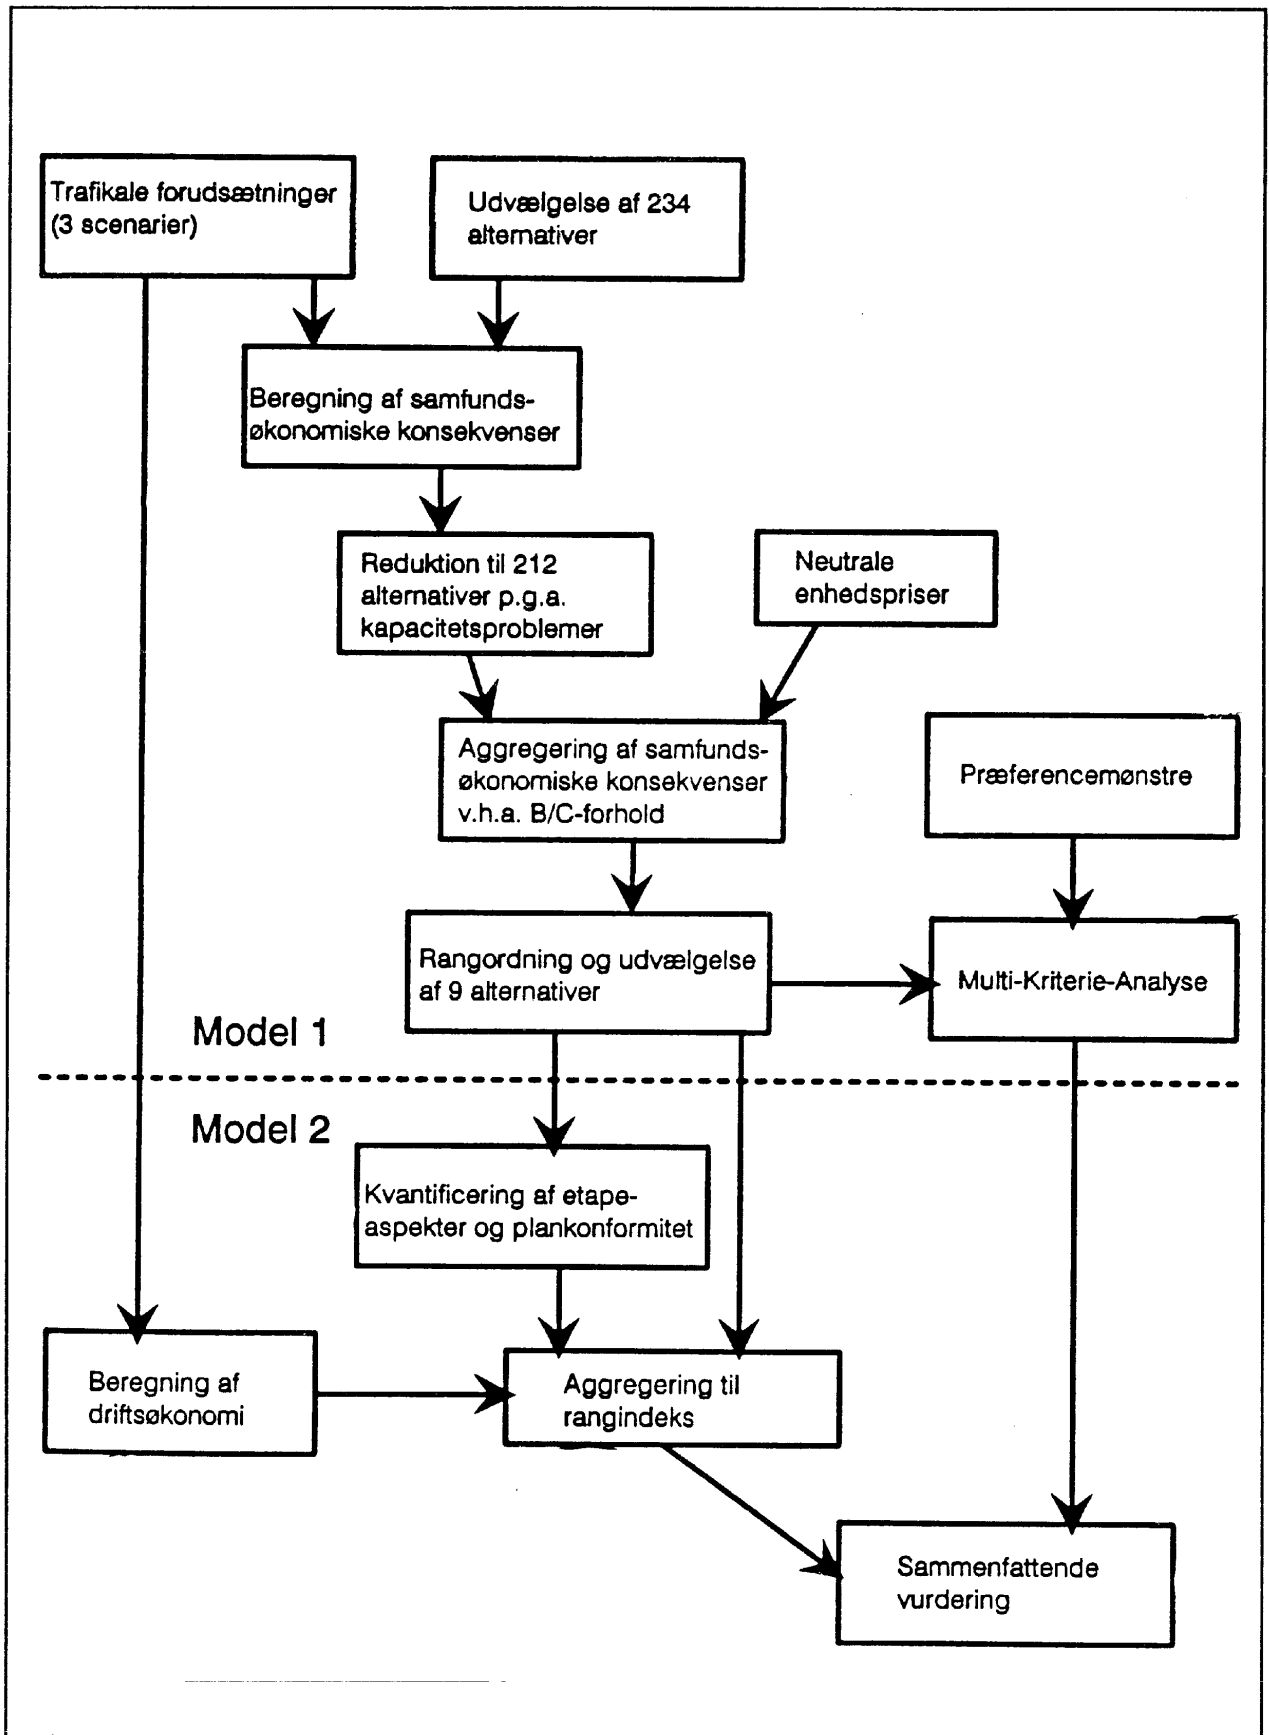 Trafikale forudsætninger
(3 scenarier)
Udvælgelse af 234
alternativer
Beregning af samfunds-
økonomiske konsekvenser
Reduktion til 212
alternativer p.g.a.
kapacitetsproblemer
Neutrale
enhedspriser
Aggregering af samfunds-
økonomiske konsekvenser
v.h.a. B/C-forhold
Præferencemønstre
Rangordning og udvælgelse
af 9 alternativer
Multi-Kriterie-Analyse
Model 1
Model 2
Kvantificering af etape-
aspekter og plankonformitet
Beregning af
driftsøkonomi
Aggregering til
rangindeks
Sammenfattende
vurdering